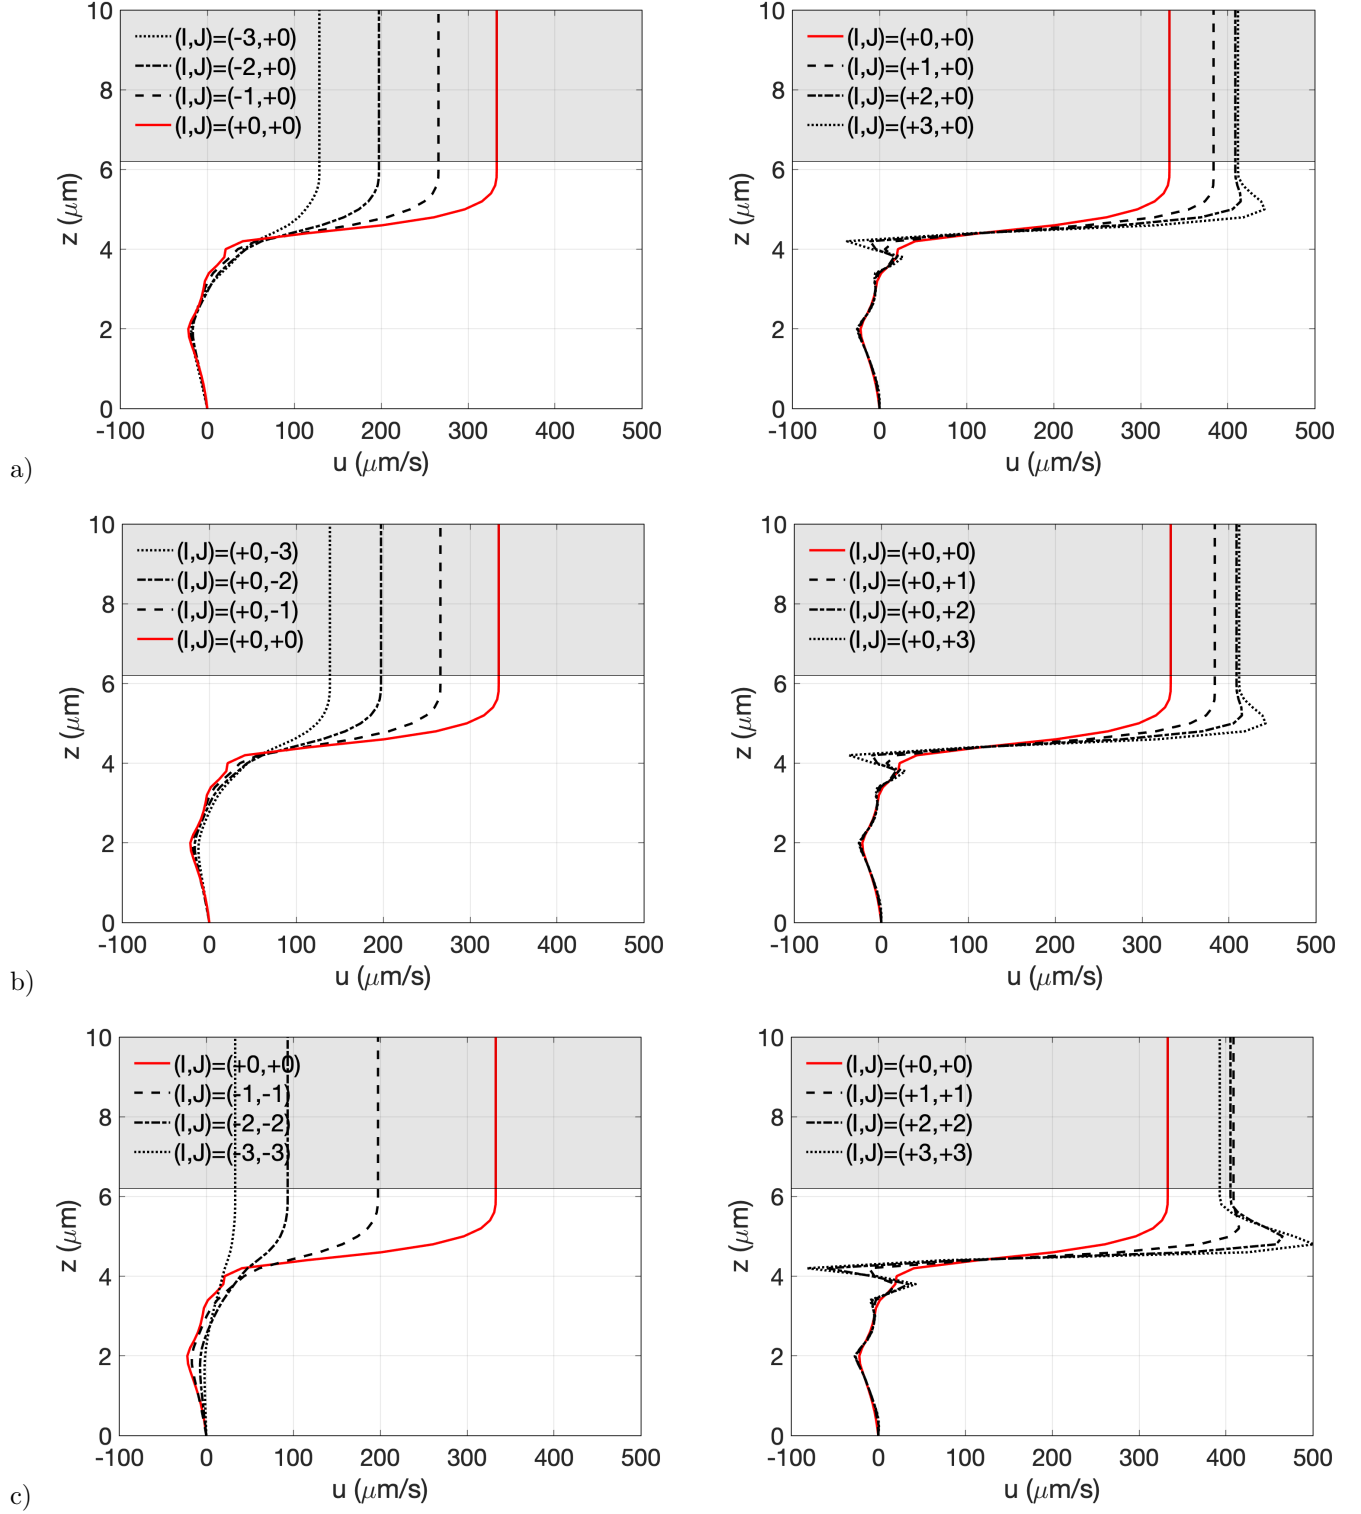 10
8
6
4
2
0
z (μm)
(I,J)=(-3,+0)
(I,J)=(-2,+0)
(I,J)=(-1,+0)
(I,J)=(+0,+0)
-100 0 100 200 300 400 500
u (μm/s)
10
8
6
4
2
0
z (μm)
(I,J)=(+0,+0)
(I,J)=(+1,+0)
(I,J)=(+2,+0)
(I,J)=(+3,+0)
-100 0 100 200 300 400 500
u (μm/s)
a)
10
8
6
4
2
0
z (μm)
(I,J)=(+0,-3)
(I,J)=(+0,-2)
(I,J)=(+0,-1)
(I,J)=(+0,+0)
-100 0 100 200 300 400 500
u (μm/s)
10
8
6
4
2
0
z (μm)
(I,J)=(+0,+0)
(I,J)=(+0,+1)
(I,J)=(+0,+2)
(I,J)=(+0,+3)
-100 0 100 200 300 400 500
u (μm/s)
b)
10
8
6
4
2
0
z (μm)
(I,J)=(+0,+0)
(I,J)=(-1,-1)
(I,J)=(-2,-2)
(I,J)=(-3,-3)
-100 0 100 200 300 400 500
u (μm/s)
10
8
6
4
2
0
z (μm)
(I,J)=(+0,+0)
(I,J)=(+1,+1)
(I,J)=(+2,+2)
(I,J)=(+3,+3)
-100 0 100 200 300 400 500
u (μm/s)
c)